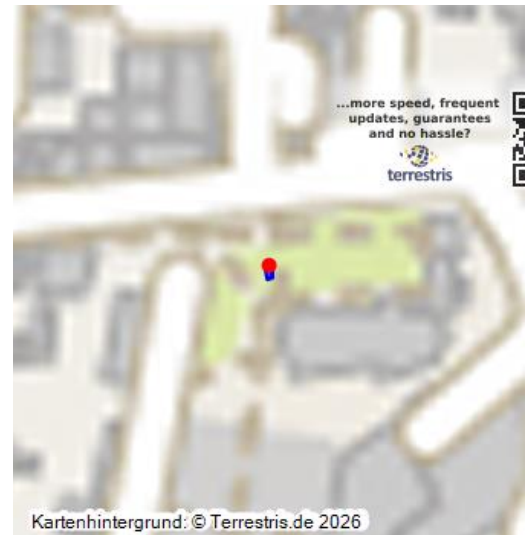 ...more speed, frequent
updates, guarantees
and no hassle?
terrestris
Kartenhintergrund: © Terrestris.de 2026